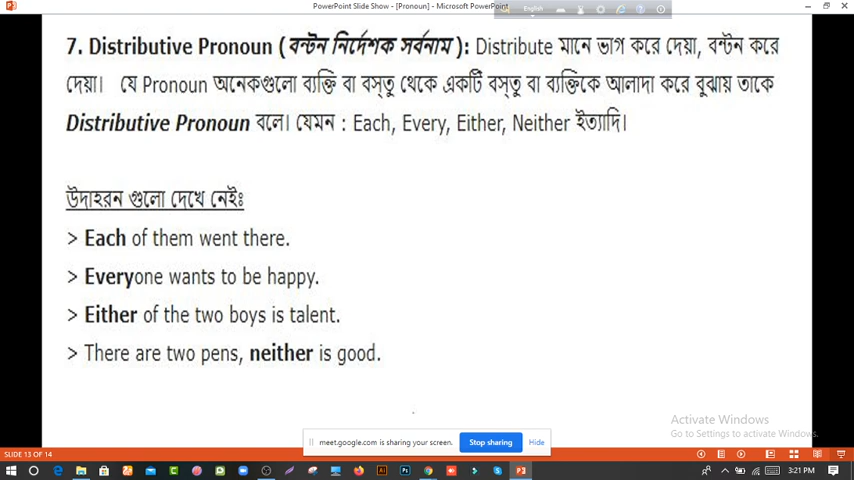 PowerPoint Slide Show - [Pronoun] - Microsoft PowerPoint
English
7. Distributive Pronoun (বন্টন নির্দেশক সর্বনাম): Distribute মানে ভাগ করে দেয়া, বন্টন করে
দেয়া। যে Pronoun অনেকগুলো ব্যক্তি বা বস্তু থেকে একটি বস্তু বা ব্যক্তিকে আলাদা করে বুঝায় তাকে
Distributive Pronoun বলে। যেমন : Each, Every, Either, Neither ইত্যাদি।
উদাহরন গুলো দেখে নেইঃ
> Each of them went there.
> Everyone wants to be happy.
> Either of the two boys is talent.
> There are two pens, neither is good.
Activate Windows
Go to Settings to activate Windows.
meet.google.com is sharing your screen. Stop sharing Hide
SLIDE 13 OF 14
3:21 PM